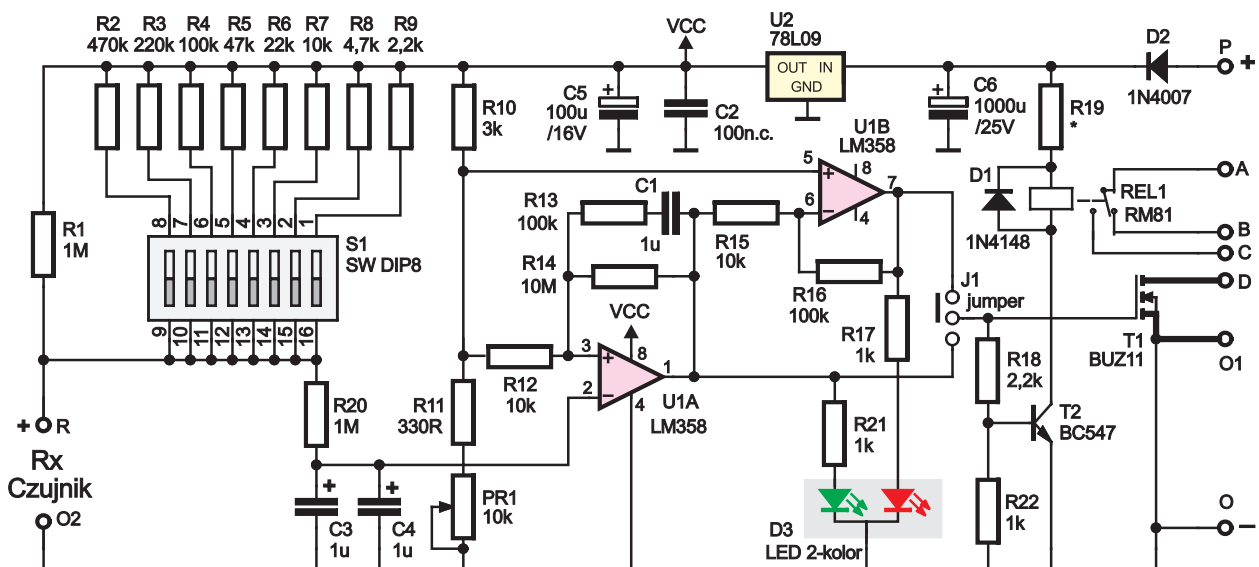 R2
470k
R3
220k
R4
100k
R5
47k
R6
22k
R7
10k
R8
4,7k
R9
2,2k
VCC
U2
78L09
OUT IN
GND
D2
1N4007
P
+
R10
3k
+
C5
100u
/16V
C2
100n.c.
+
C6
1000u
/25V
R19
*
U1B
LM358
5
+
8
7
6
−
4
D1
1N4148
REL1
RM81
A
B
C
D
O1
R1
1M
8
7
6
5
4
3
2
1
S1
SW DIP8
9
10
11
12
13
14
15
16
R13
100k
C1
1u
R14
10M
R15
10k
R16
100k
R17
1k
J1
jumper
T1
BUZ11
VCC
3
+
8
1
2
−
4
U1A
LM358
R12
10k
R11
330R
R20
1M
R21
1k
R18
2,2k
T2
BC547
+ R
Rx
Czujnik
O2
+
C3
1u
+
C4
1u
PR1
10k
D3
LED 2-kolor
R22
1k
O
−